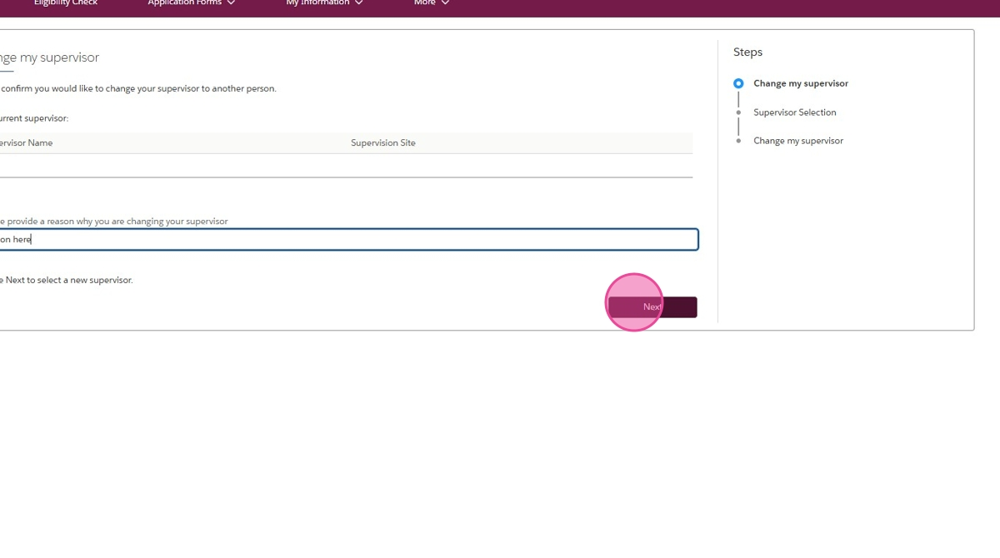 Eligibility Check
Application Forms
My Information
More
nge my supervisor
confirm you would like to change your supervisor to another person.
urrent supervisor:
ervisor Name
Supervision Site
e provide a reason why you are changing your supervisor
on here
e Next to select a new supervisor.
Next
Steps
Change my supervisor
Supervisor Selection
Change my supervisor